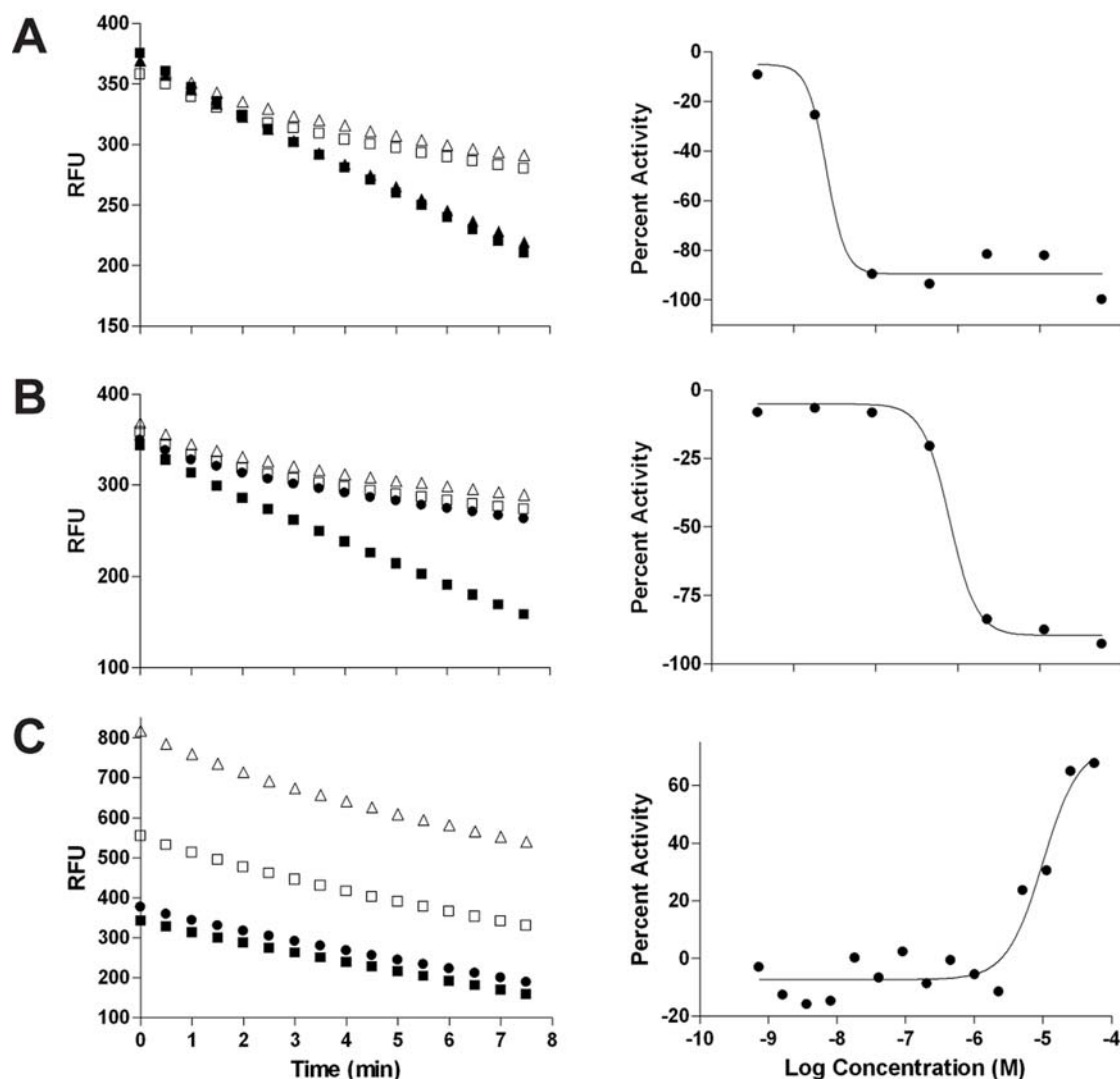 A
400
350
300
250
200
150
RFU
0
-20
-40
-60
-80
-100
Percent Activity
B
400
300
200
100
RFU
0
-25
-50
-75
-100
Percent Activity
C
800
700
600
500
400
300
200
100
RFU
0 1 2 3 4 5 6 7 8
Time (min)
60
40
20
0
-20
Percent Activity
-10 -9 -8 -7 -6 -5 -4
Log Concentration (M)